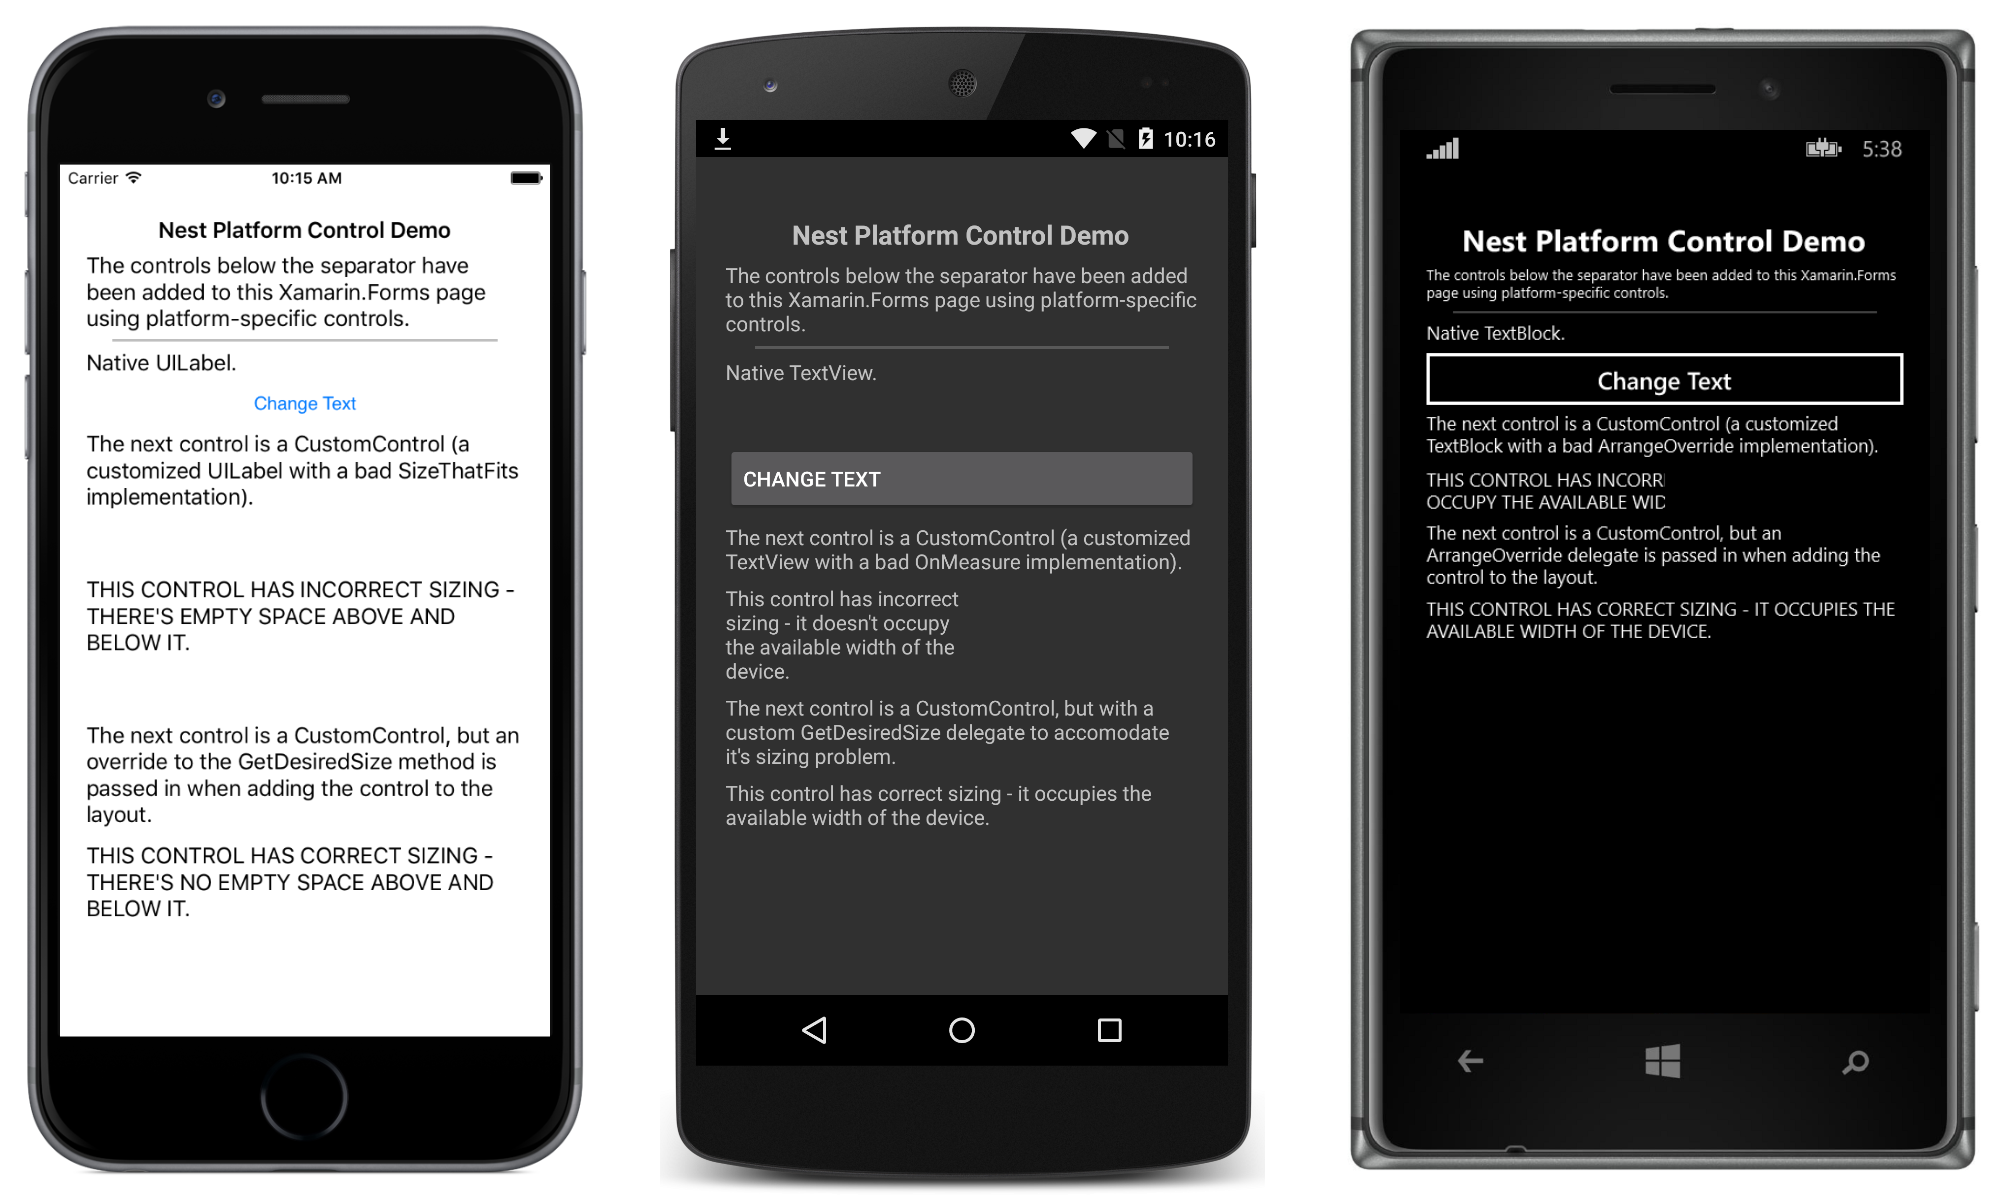 Carrier
10:15 AM
Nest Platform Control Demo
The controls below the separator have
been added to this Xamarin.Forms page
using platform-specific controls.
Native UILabel.
Change Text
The next control is a CustomControl (a
customized UILabel with a bad SizeThatFits
implementation).
THIS CONTROL HAS INCORRECT SIZING -
THERE'S EMPTY SPACE ABOVE AND
BELOW IT.
The next control is a CustomControl, but an
override to the GetDesiredSize method is
passed in when adding the control to the
layout.
THIS CONTROL HAS CORRECT SIZING -
THERE'S NO EMPTY SPACE ABOVE AND
BELOW IT.
10:16
Nest Platform Control Demo
The controls below the separator have been added
to this Xamarin.Forms page using platform-specific
controls.
Native TextView.
CHANGE TEXT
The next control is a CustomControl (a customized
TextView with a bad OnMeasure implementation).
This control has incorrect
sizing - it doesn't occupy
the available width of the
device.
The next control is a CustomControl, but with a
custom GetDesiredSize delegate to accomodate
it's sizing problem.
This control has correct sizing - it occupies the
available width of the device.
5:38
Nest Platform Control Demo
The controls below the separator have been added to this Xamarin.Forms
page using platform-specific controls.
Native TextBlock.
Change Text
The next control is a CustomControl (a customized
TextBlock with a bad ArrangeOverride implementation).
THIS CONTROL HAS INCORR
OCCUPY THE AVAILABLE WID
The next control is a CustomControl, but an
ArrangeOverride delegate is passed in when adding the
control to the layout.
THIS CONTROL HAS CORRECT SIZING - IT OCCUPIES THE
AVAILABLE WIDTH OF THE DEVICE.